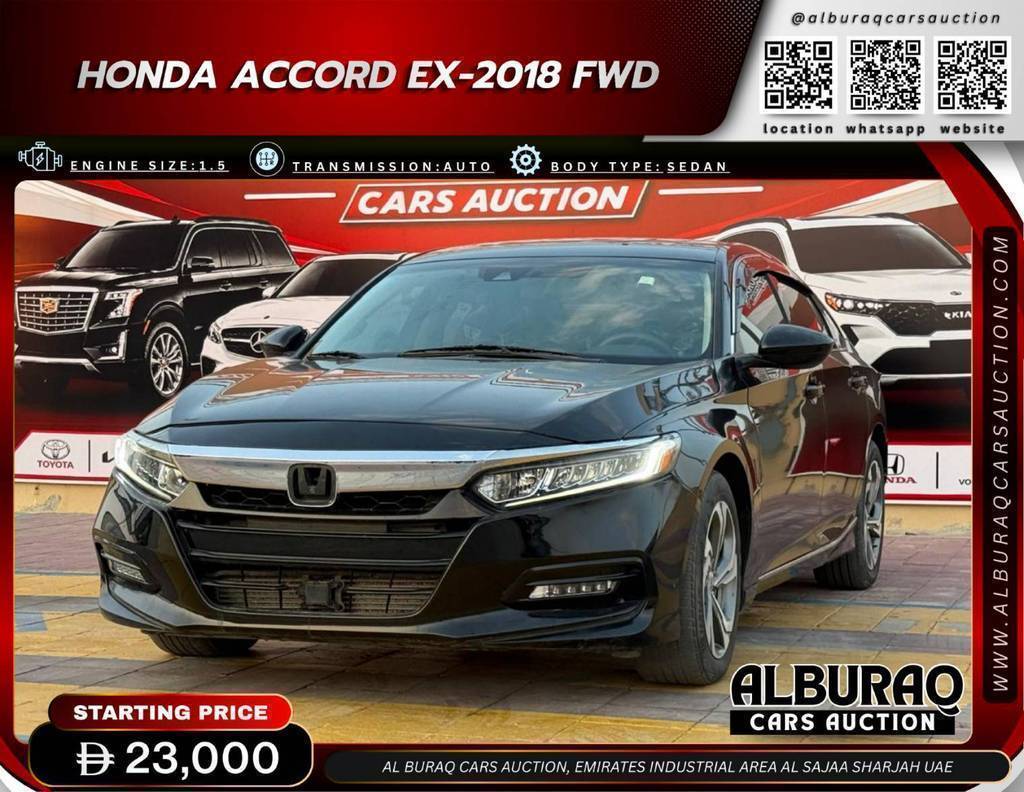 @alburaqcarsauction
HONDA ACCORD EX-2018 FWD
location whatsapp website
ENGINE SIZE:1.5 TRANSMISSION:AUTO BODY TYPE: SEDAN
CARS AUCTION
KIA
TOYOTA
WWW.ALBURAQCARSAUCTION.COM
ALBURAQ
CARS AUCTION
STARTING PRICE
23,000
AL BURAQ CARS AUCTION, EMIRATES INDUSTRIAL AREA AL SAJAA SHARJAH UAE